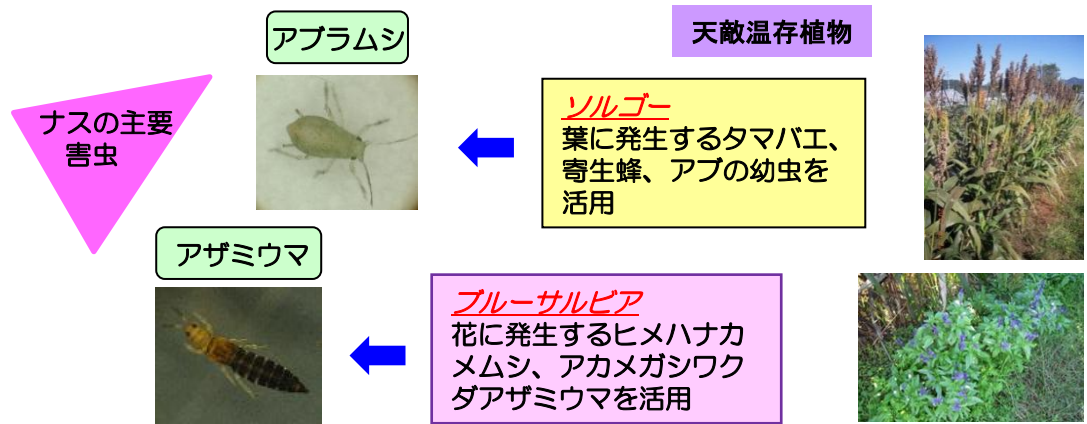 アブラムシ
天敵温存植物
ナスの主要
害虫
ソルゴー
葉に発生するタマバエ、
寄生蜂、アブの幼虫を
活用
アザミウマ
ブルーサルビア
花に発生するヒメハナカ
メムシ、アカメガシワク
ダアザミウマを活用